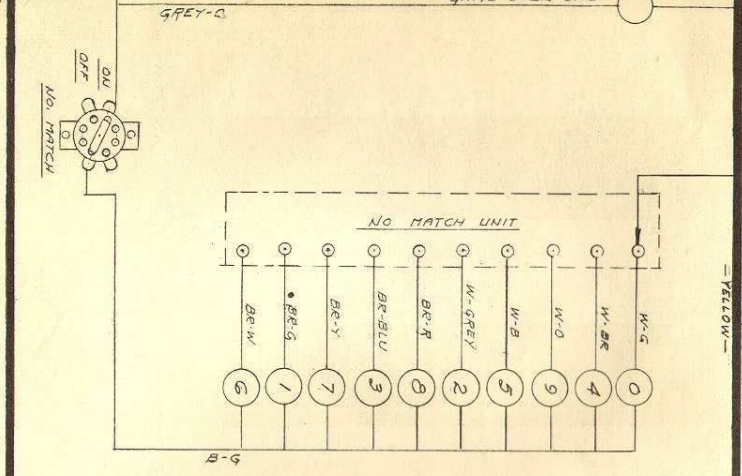 GREY-O
ON
OFF
NO. MATCH
NO MATCH UNIT
= YELLOW —
BR-W
BR-G
BR-Y
BR-BLU
BR-R
W-GREY
W-B
W-O
W-BR
W-G
6
1
7
3
8
2
5
9
4
0
B-G